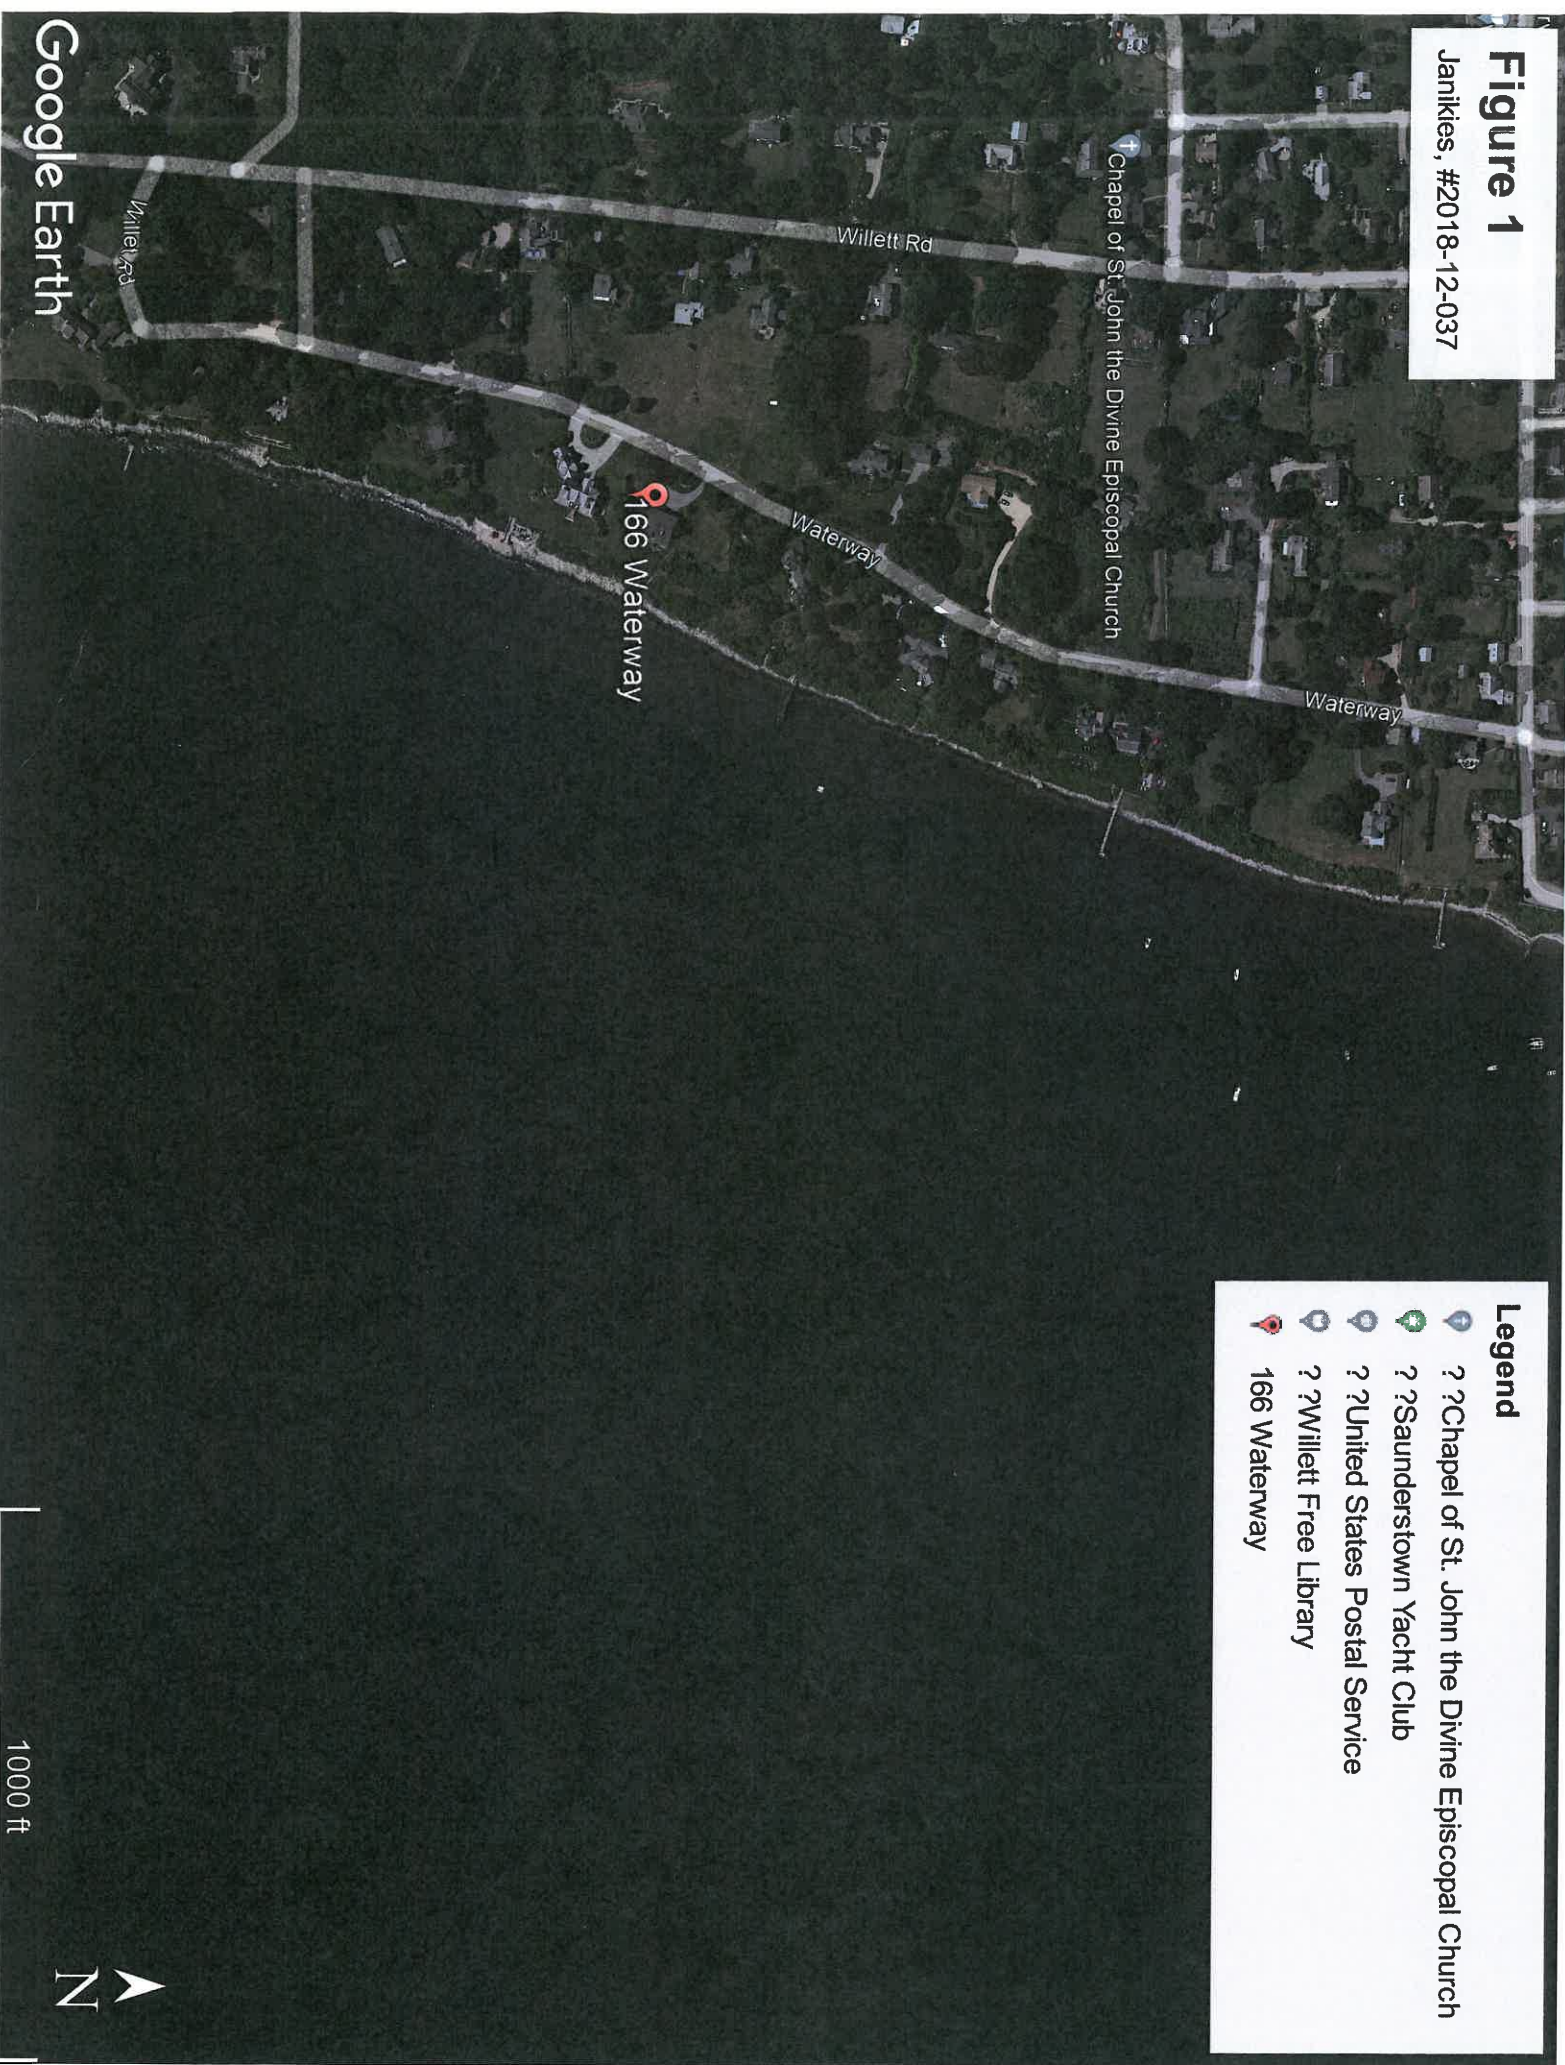 Figure 1
Janikies, #2018-12-037
Legend
? ?Chapel of St. John the Divine Episcopal Church
? ?Saunderstown Yacht Club
? ?United States Postal Service
? ?Willett Free Library
166 Waterway
Chapel of St. John the Divine Episcopal Church
Waterway
Willett Rd
Waterway
166 Waterway
Willett Rd
Google Earth
1000 ft
N